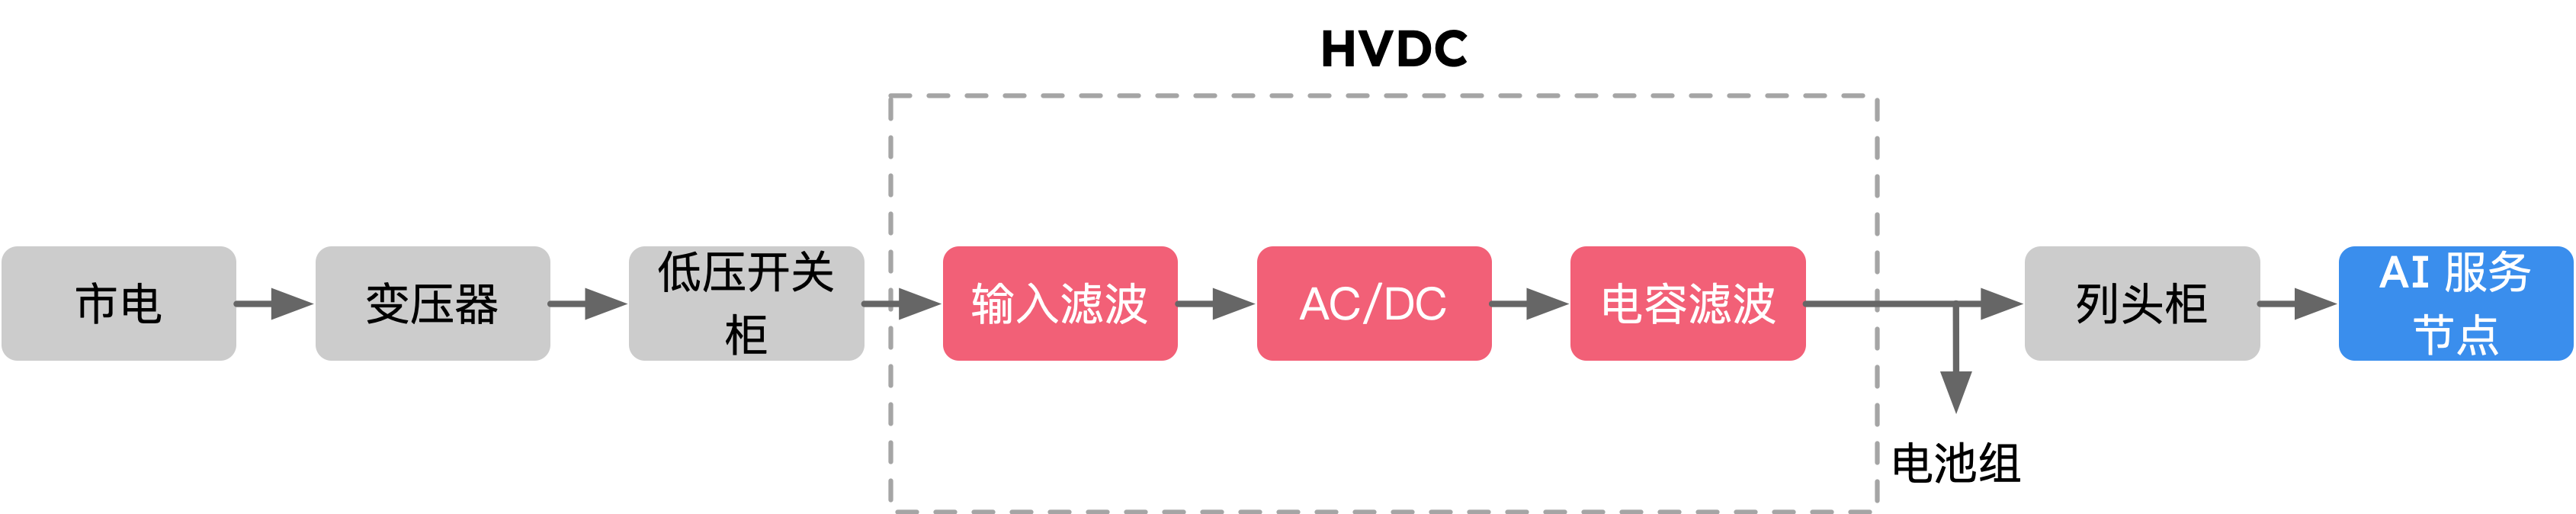 HVDC
市电
变压器
低压开关
柜
输入滤波
AC/DC
电容滤波
列头柜
AI 服务
节点
电池组